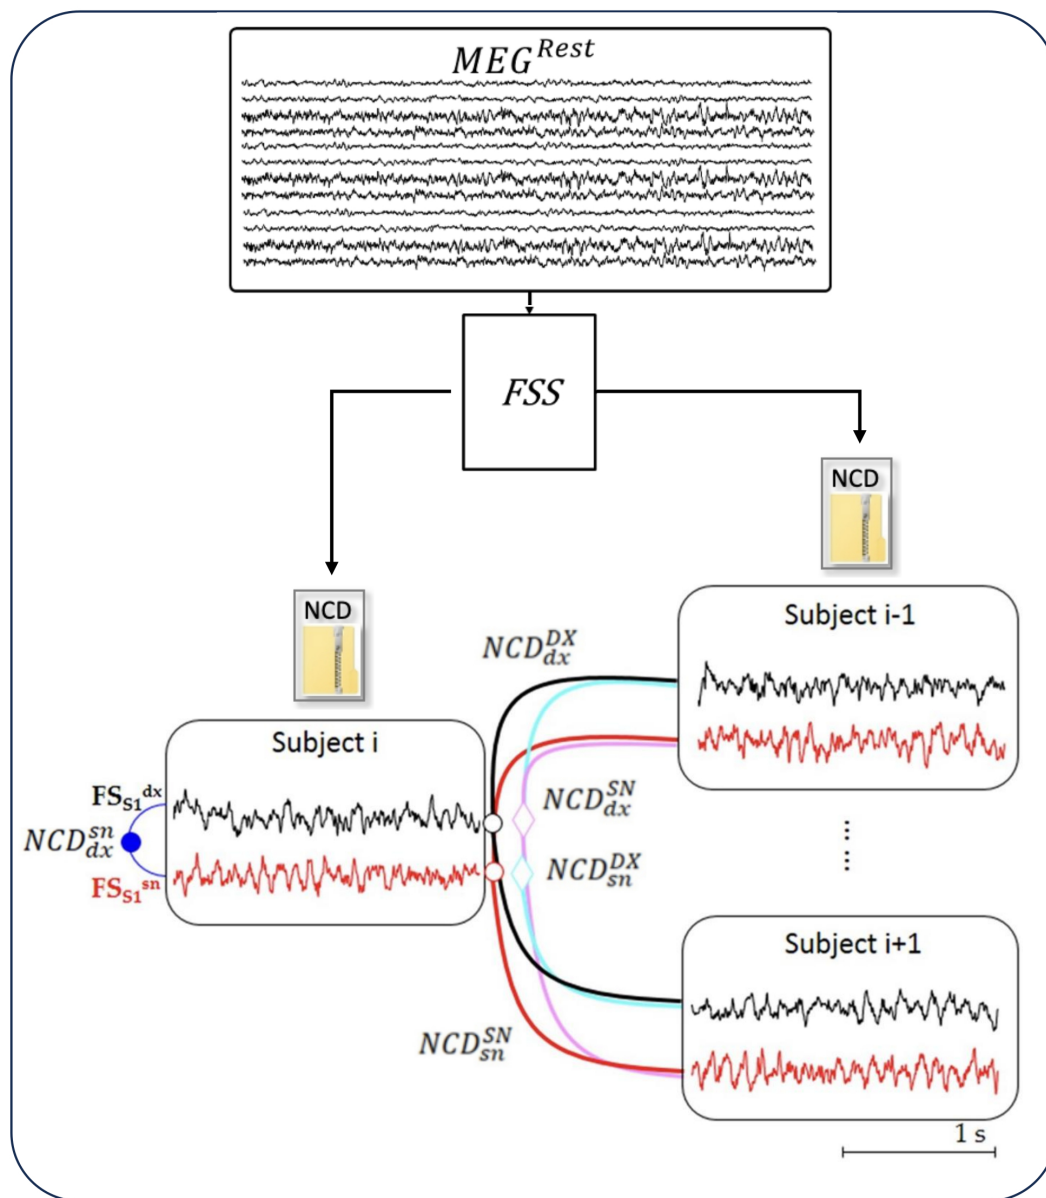 MEG^Rest
FSS
NCD
NCD
Subject i-1
NCD_dx^DX
Subject i
FS_S1^dx
NCD_dx^SN
NCD_dx^sn
NCD_sn^DX
FS_S1^sn
......
Subject i+1
NCD_sn^SN
1 s